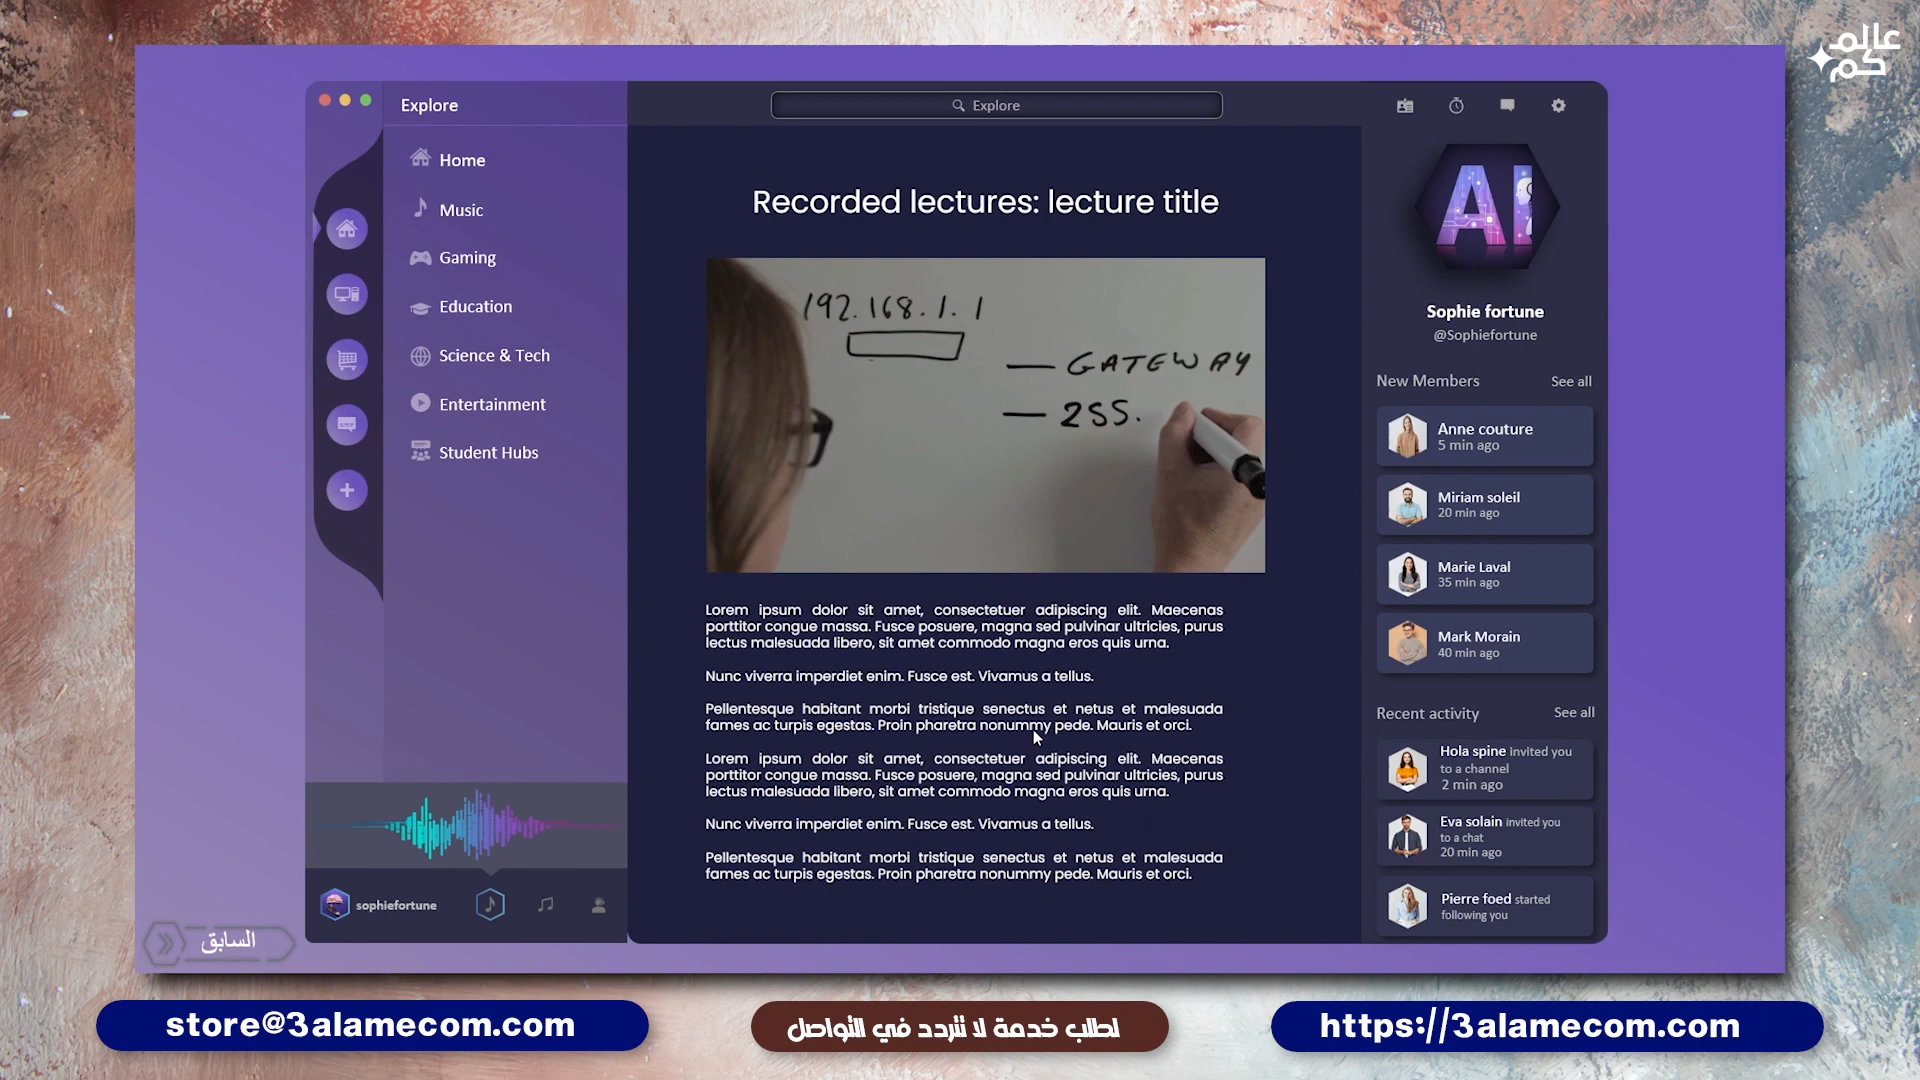 عالم
كم
Explore
Explore
Home
Music
Gaming
Education
Science & Tech
Entertainment
Student Hubs
sophiefortune
Recorded lectures: lecture title
192.168.1.1
GATEWAY
255.
Lorem ipsum dolor sit amet, consectetuer adipiscing elit. Maecenas
porttitor congue massa. Fusce posuere, magna sed pulvinar ultricies, purus
lectus malesuada libero, sit amet commodo magna eros quis urna.
Nunc viverra imperdiet enim. Fusce est. Vivamus a tellus.
Pellentesque habitant morbi tristique senectus et netus et malesuada
fames ac turpis egestas. Proin pharetra nonummy pede. Mauris et orci.
Lorem ipsum dolor sit amet, consectetuer adipiscing elit. Maecenas
porttitor congue massa. Fusce posuere, magna sed pulvinar ultricies, purus
lectus malesuada libero, sit amet commodo magna eros quis urna.
Nunc viverra imperdiet enim. Fusce est. Vivamus a tellus.
Pellentesque habitant morbi tristique senectus et netus et malesuada
fames ac turpis egestas. Proin pharetra nonummy pede. Mauris et orci.
AI
Sophie fortune
@Sophiefortune
New Members See all
Anne couture
5 min ago
Miriam soleil
20 min ago
Marie Laval
35 min ago
Mark Morain
40 min ago
Recent activity See all
Hola spine invited you
to a channel
2 min ago
Eva solain invited you
to a chat
20 min ago
Pierre foed started
following you
السابق
store@3alamecom.com
لطلب خدمة لا تتردد في التواصل
https://3alamecom.com